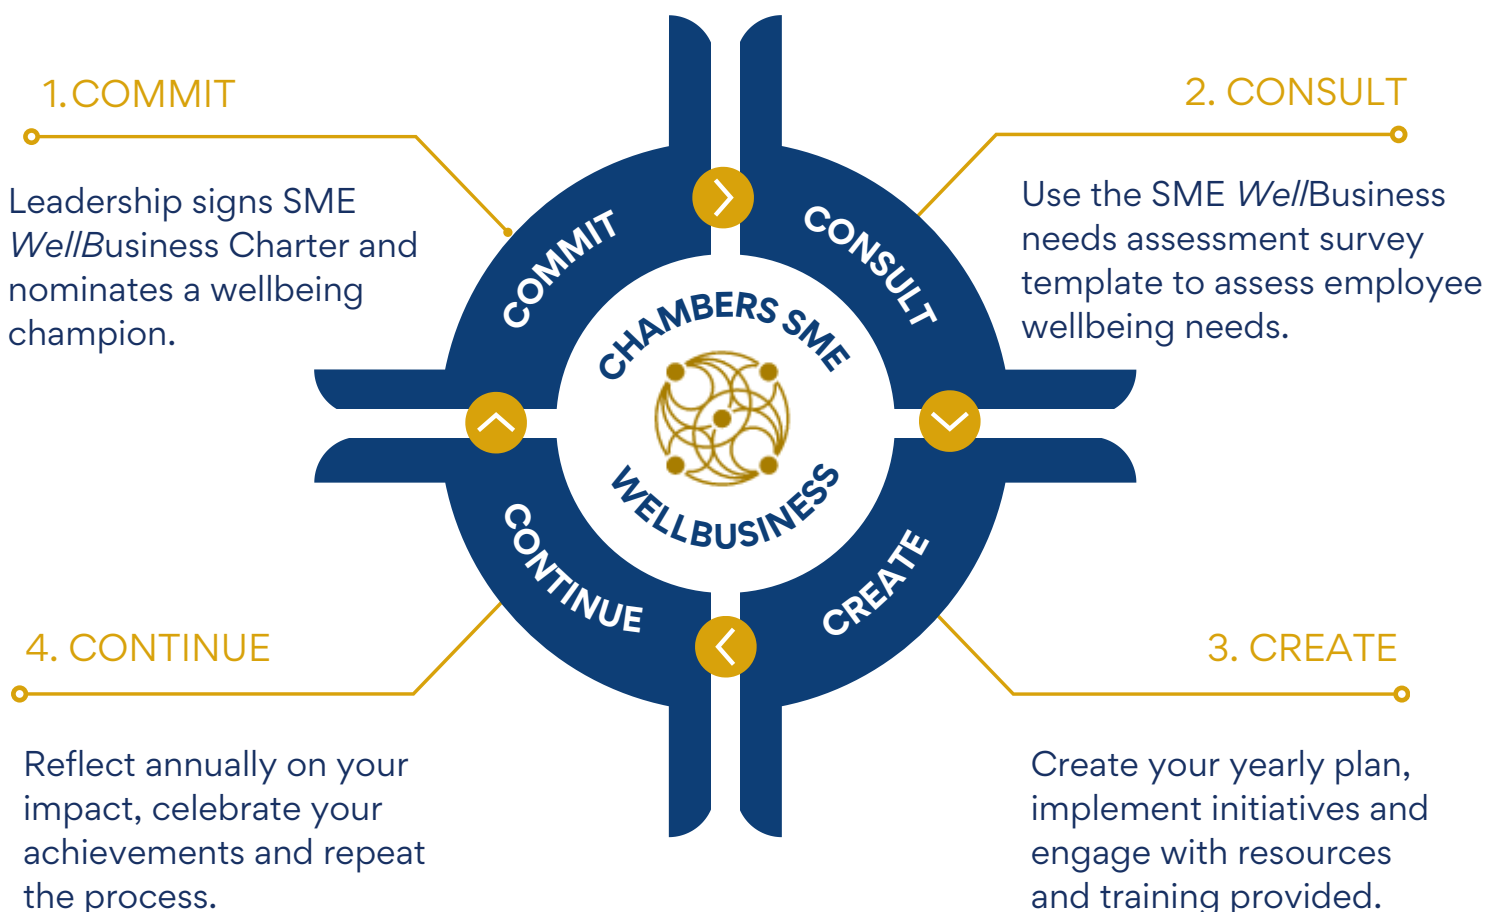 1. COMMIT
Leadership signs SME
WellBusiness Charter and
nominates a wellbeing
champion.
2. CONSULT
Use the SME WellBusiness
needs assessment survey
template to assess employee
wellbeing needs.
COMMIT
CONSULT
CHAMBERS SME
WELLBUSINESS
CONTINUE
CREATE
3. CREATE
Create your yearly plan,
implement initiatives and
engage with resources
and training provided.
4. CONTINUE
Reflect annually on your
impact, celebrate your
achievements and repeat
the process.